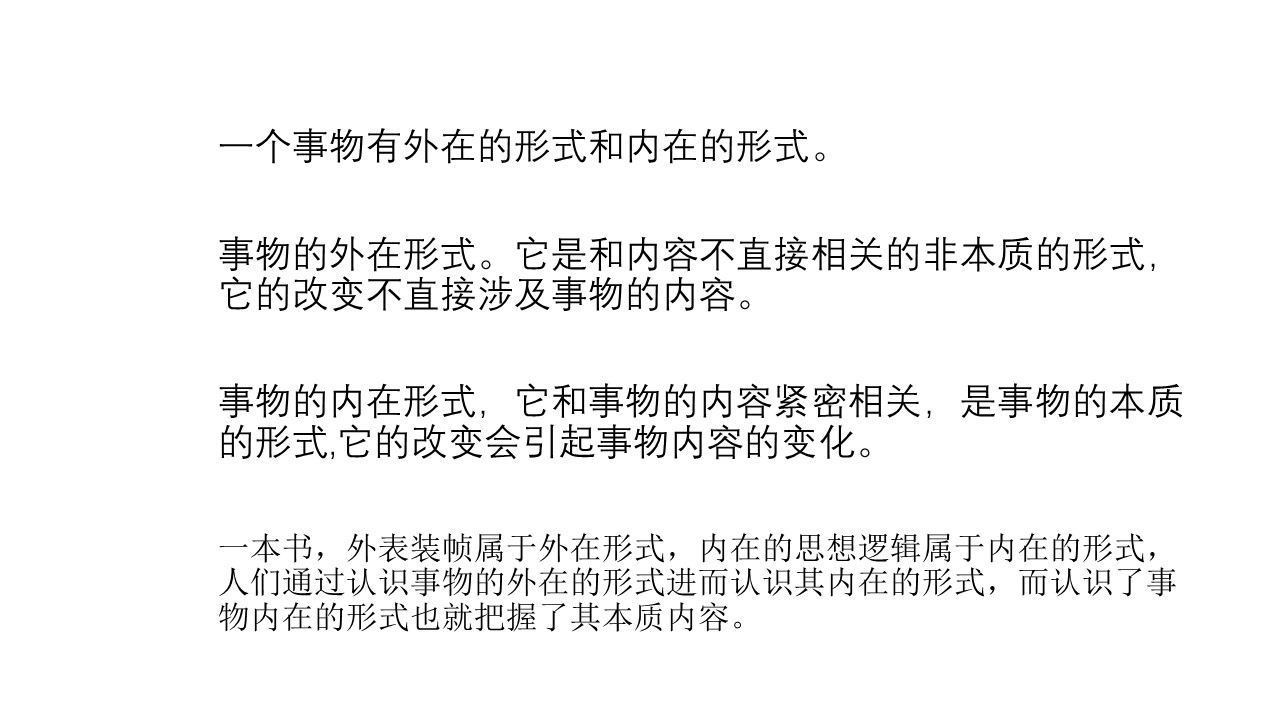 一个事物有外在的形式和内在的形式。
事物的外在形式。它是和内容不直接相关的非本质的形式，
它的改变不直接涉及事物的内容。
事物的内在形式，它和事物的内容紧密相关，是事物的本质
的形式,它的改变会引起事物内容的变化。
一本书，外表装帧属于外在形式，内在的思想逻辑属于内在的形式，
人们通过认识事物的外在的形式进而认识其内在的形式，而认识了事
物内在的形式也就把握了其本质内容。